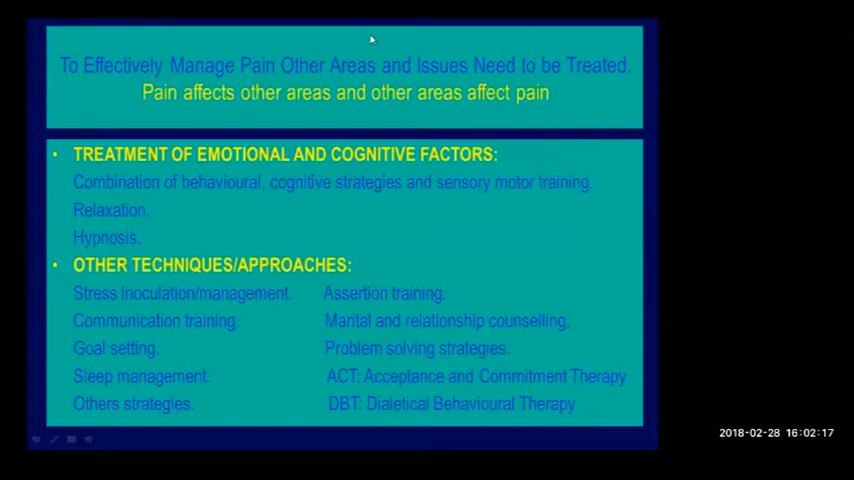 To Effectively Manage Pain Other Areas and Issues Need to be Treated.
Pain affects other areas and other areas affect pain
• TREATMENT OF EMOTIONAL AND COGNITIVE FACTORS:
Combination of behavioural, cognitive strategies and sensory motor training.
Relaxation.
Hypnosis.
• OTHER TECHNIQUES/APPROACHES:
Stress inoculation/management. Assertion training.
Communication training. Marital and relationship counselling.
Goal setting. Problem solving strategies.
Sleep management. ACT: Acceptance and Commitment Therapy
Others strategies. DBT: Dialetical Behavioural Therapy
2018-02-28 16:02:17